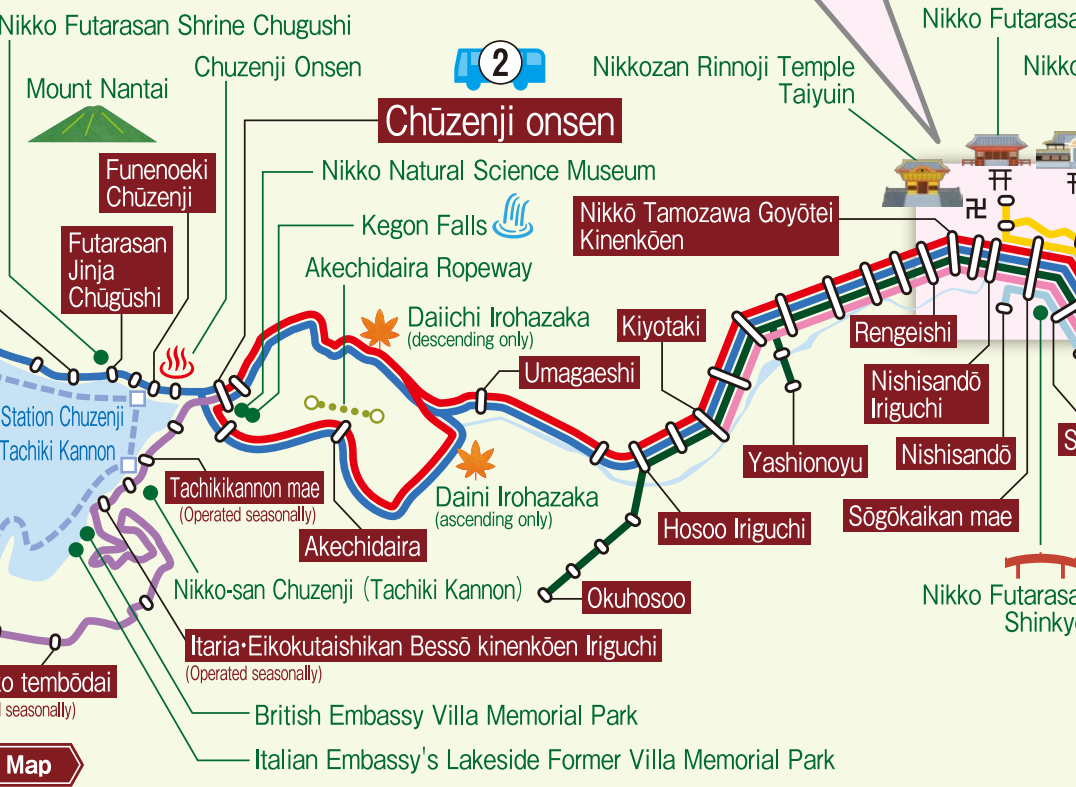 Nikko Futarasan Shrine Chugushi
Mount Nantai
Chuzenji Onsen
2
Chūzenji onsen
Nikkozan Rinnoji Temple
Taiyuin
Nikko Futarasa
Nikko
Funenoeki
Chūzenji
Nikko Natural Science Museum
Kegon Falls
Akechidaira Ropeway
Nikkō Tamozawa Goyōtei
Kinenkōen
卍
Futarasan
Jinja
Chūgūshi
Daiichi Irohazaka
(descending only)
Kiyotaki
Rengeishi
Umagaeshi
Nishisandō
Iriguchi
Station Chuzenji
Tachiki Kannon
Yashionoyu
Nishisandō
S
Tachikikannon mae
(Operated seasonally)
Daini Irohazaka
(ascending only)
Akechidaira
Hosoo Iriguchi
Sōgōkaikan mae
Nikko-san Chuzenji (Tachiki Kannon)
Okuhosoo
Nikko Futarasa
Shinkyo
Itaria•Eikokutaishikan Bessō kinenkōen Iriguchi
(Operated seasonally)
ko tembōdai
seasonally)
British Embassy Villa Memorial Park
Italian Embassy's Lakeside Former Villa Memorial Park
Map